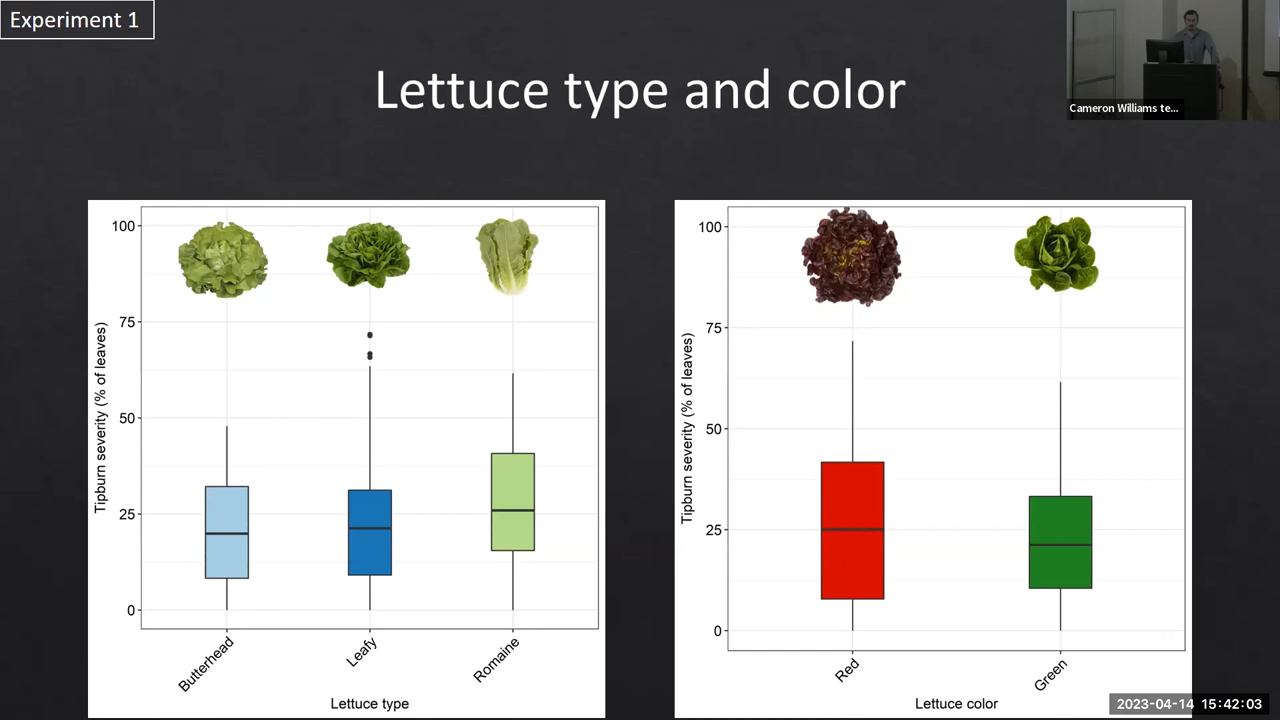 Experiment 1
Cameron Williams te...
Lettuce type and color
100
75
50
25
0
Tipburn severity (% of leaves)
Butterhead
Leafy
Romaine
Lettuce type
100
75
50
25
0
Tipburn severity (% of leaves)
Red
Green
Lettuce color
2023-04-14 15:42:03